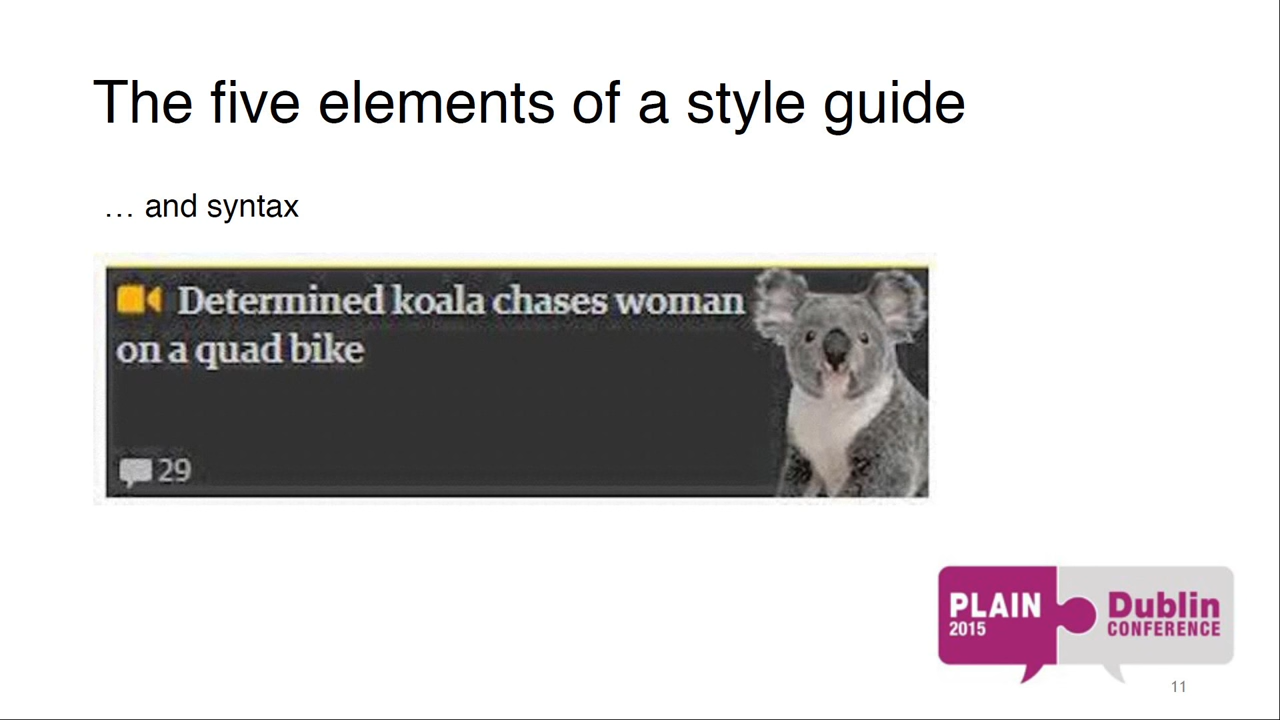 The five elements of a style guide
… and syntax
Determined koala chases woman
on a quad bike
29
PLAIN
2015
Dublin
CONFERENCE
11